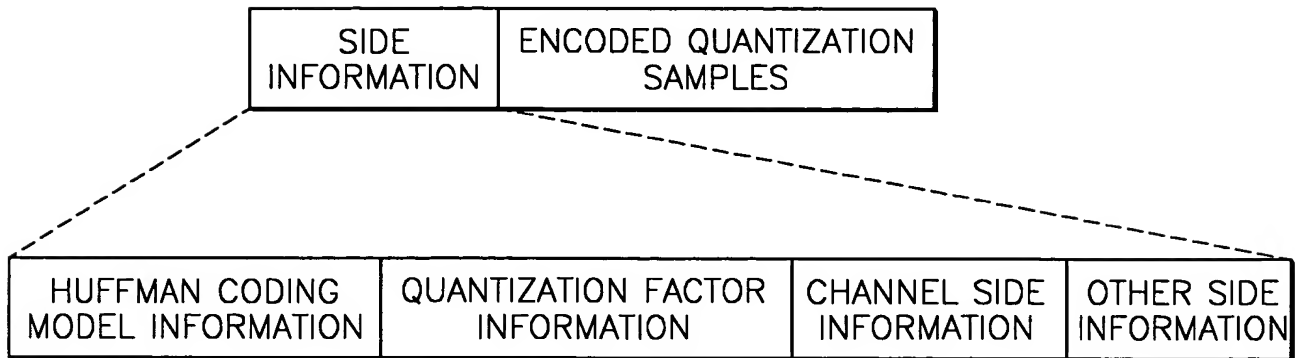 SIDE
INFORMATION
ENCODED QUANTIZATION
SAMPLES
HUFFMAN CODING
MODEL INFORMATION
QUANTIZATION FACTOR
INFORMATION
CHANNEL SIDE
INFORMATION
OTHER SIDE
INFORMATION